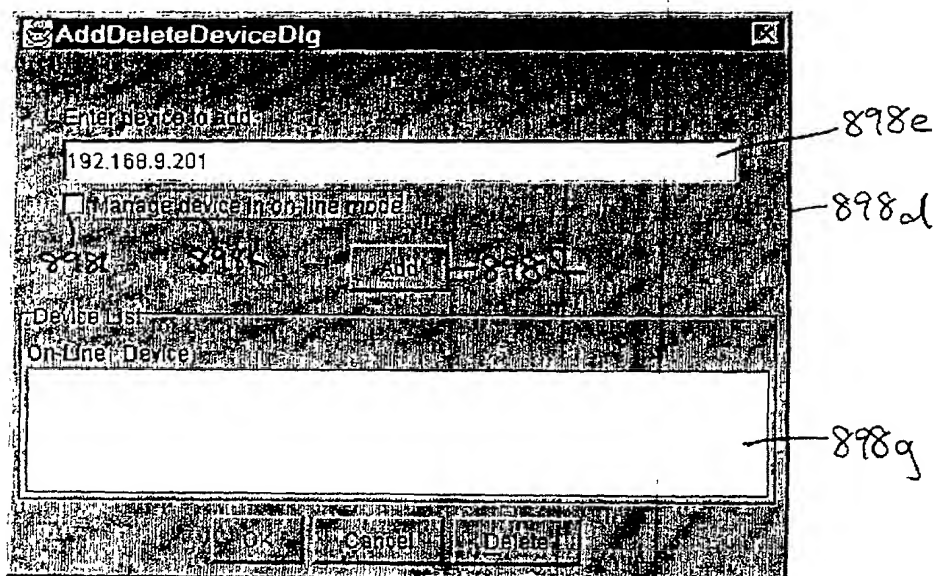 AddDeleteDeviceDlg
Enter device to add:
898e
192.168.9.201
Manage device in on-line mode
898d
Add
Device List
On-Line Device
898g
OK Cancel Delete